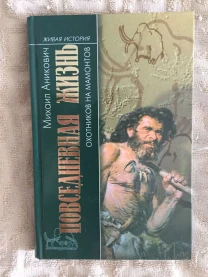 ЖИВАЯ ИСТОРИЯ
Михаил Аникович
ПОВСЕДНЕВНАЯ ЖИЗНЬ
ОХОТНИКОВ НА МАМОНТОВ